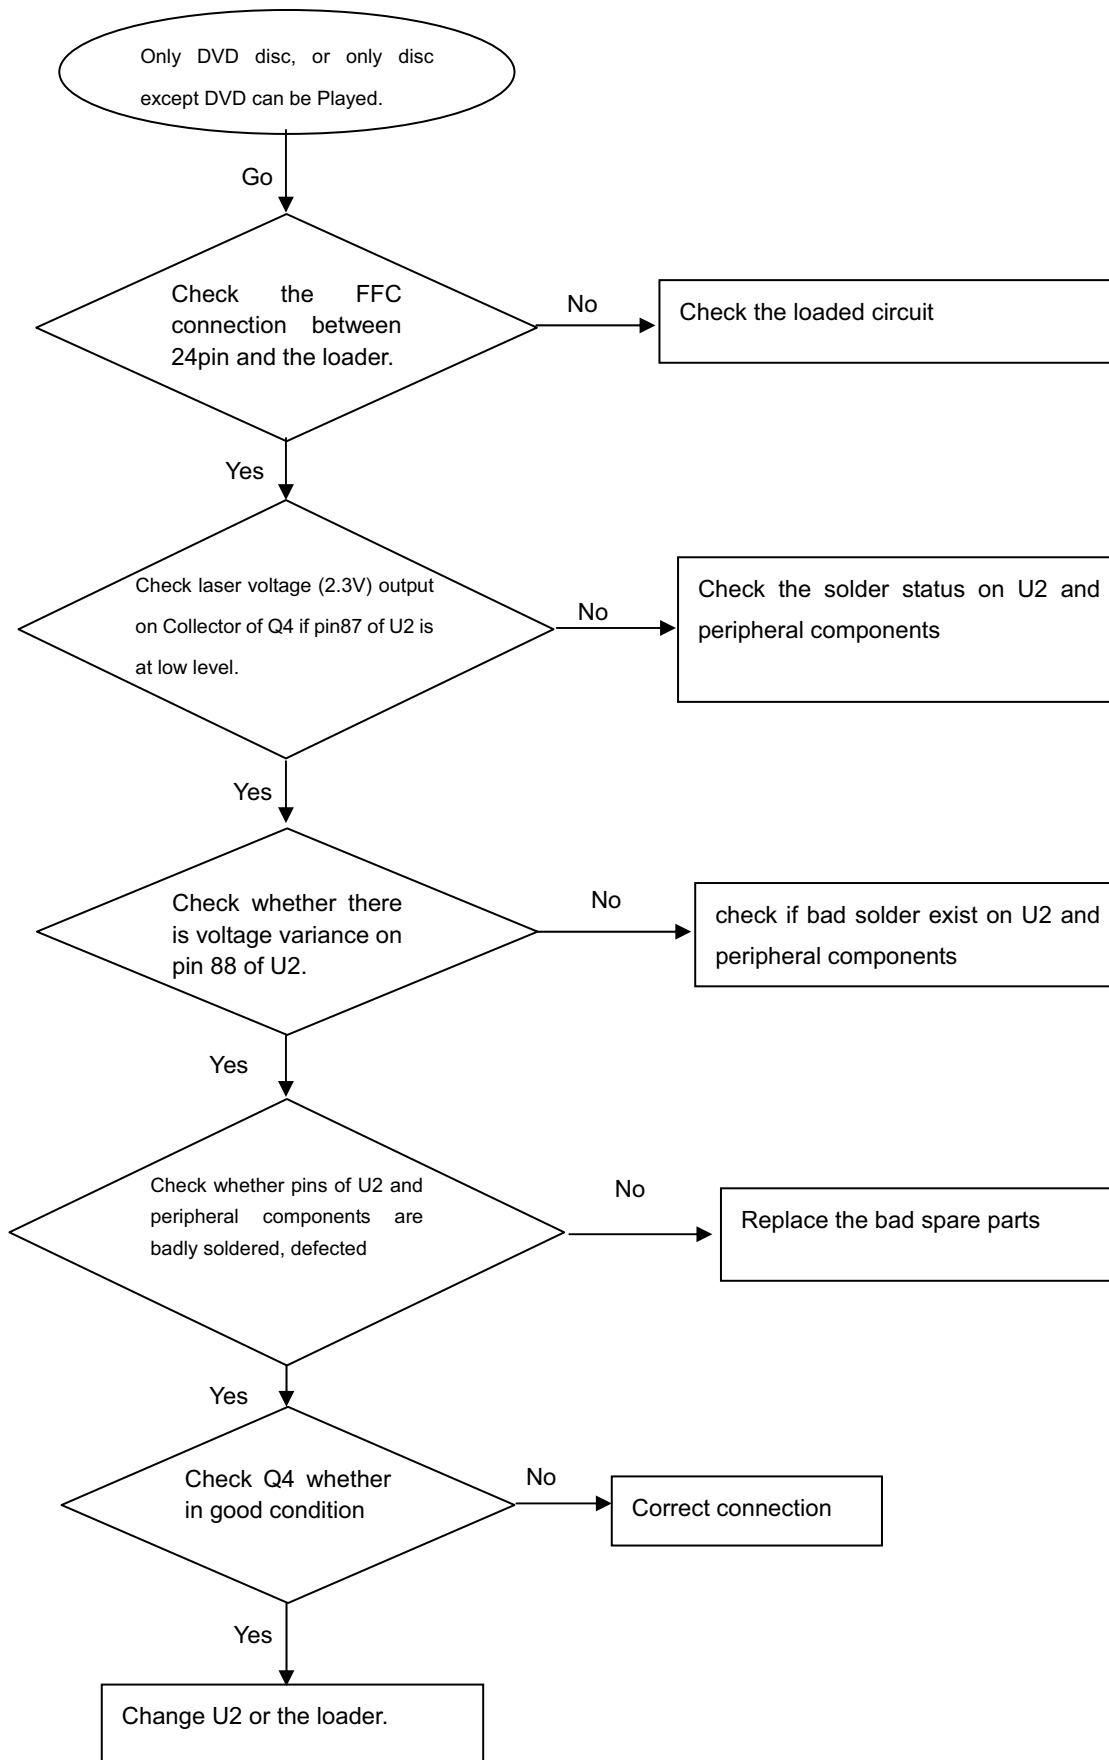 Only DVD disc, or only disc
except DVD can be Played.
Go
Check the FFC
connection between
24pin and the loader.
No
Check the loaded circuit
Yes
Check laser voltage (2.3V) output
on Collector of Q4 if pin87 of U2 is
at low level.
No
Check the solder status on U2 and
peripheral components
Yes
Check whether there
is voltage variance on
pin 88 of U2.
No
check if bad solder exist on U2 and
peripheral components
Yes
Check whether pins of U2 and
peripheral components are
badly soldered, defected
No
Replace the bad spare parts
Yes
Check Q4 whether
in good condition
No
Correct connection
Yes
Change U2 or the loader.